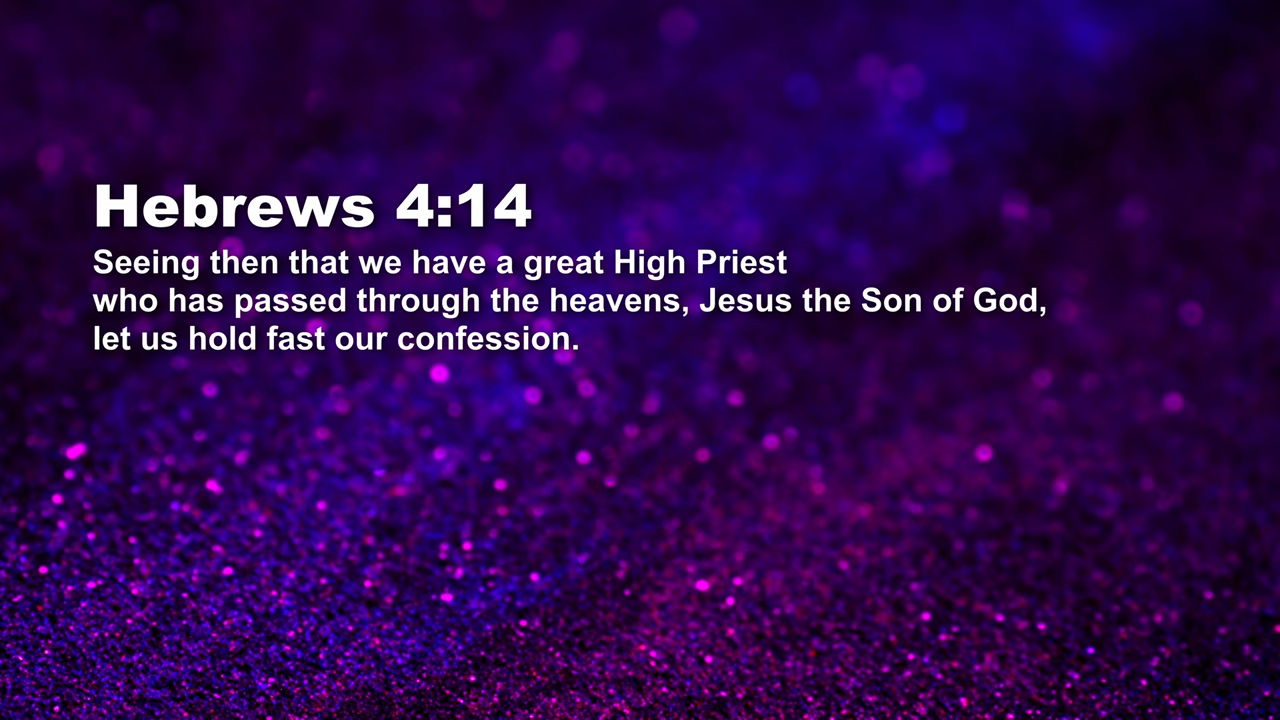 Hebrews 4:14
Seeing then that we have a great High Priest
who has passed through the heavens, Jesus the Son of God,
let us hold fast our confession.